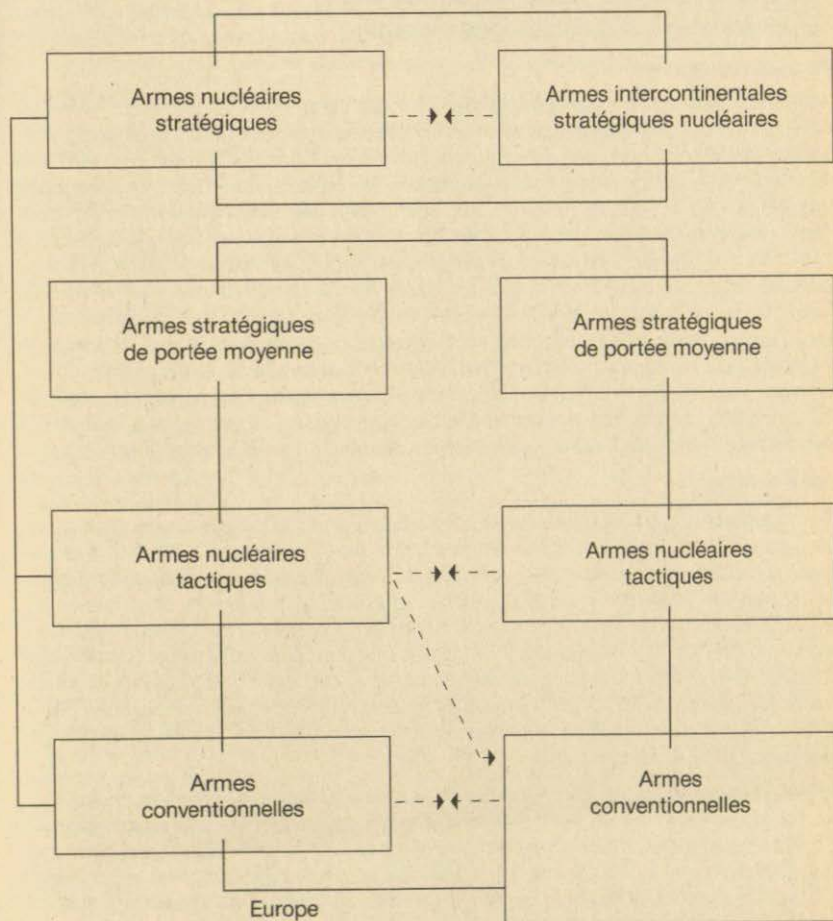 Armes nucléaires
stratégiques
Armes intercontinentales
stratégiques nucléaires
Armes stratégiques
de portée moyenne
Armes stratégiques
de portée moyenne
Armes nucléaires
tactiques
Armes nucléaires
tactiques
Armes
conventionnelles
Armes
conventionnelles
Europe